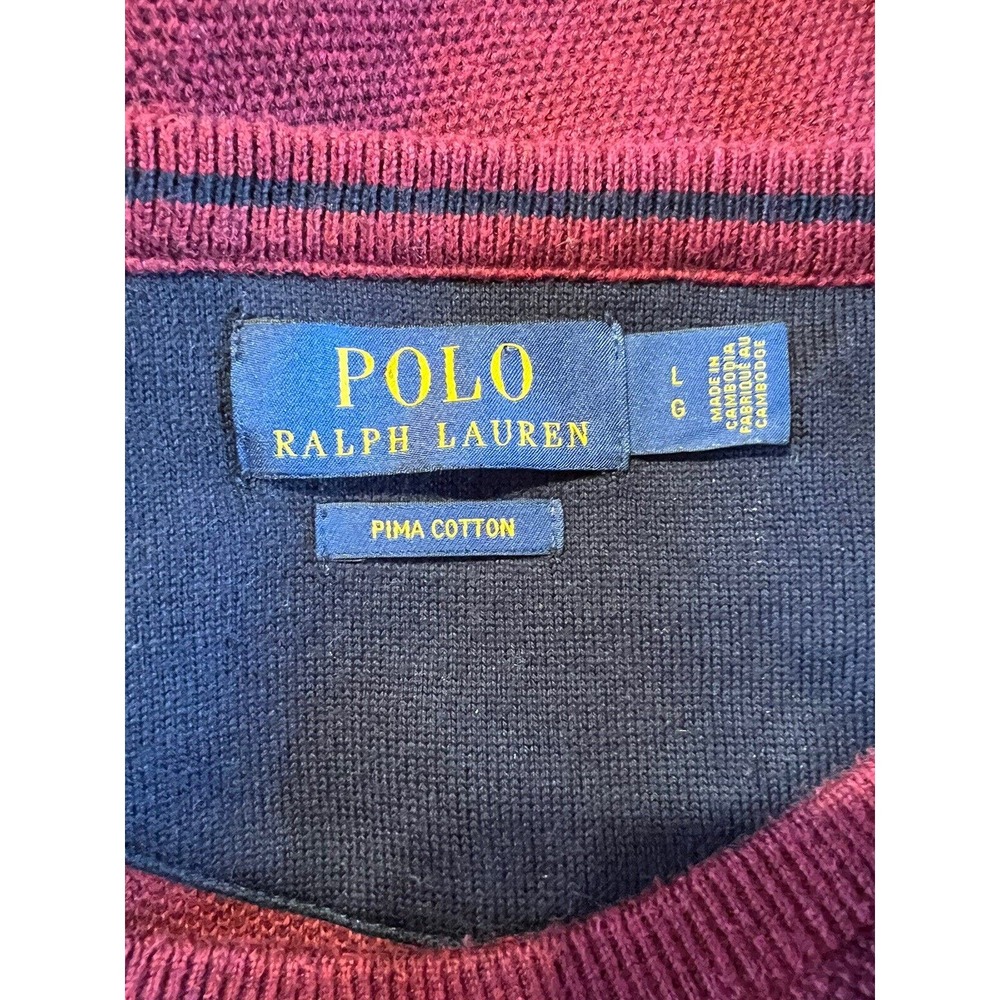 POLO
RALPH LAUREN
L
G
MADE IN
CAMBODIA
FABRIQUÉ AU
CAMBODGE
PIMA COTTON